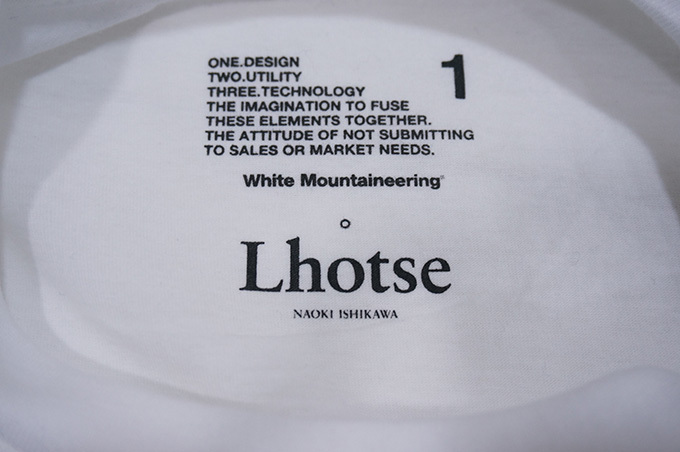 ONE.DESIGN
TWO.UTILITY
THREE.TECHNOLOGY
THE IMAGINATION TO FUSE
THESE ELEMENTS TOGETHER.
THE ATTITUDE OF NOT SUBMITTING
TO SALES OR MARKET NEEDS.
1
White Mountaineering®
Lhotse
NAOKI ISHIKAWA